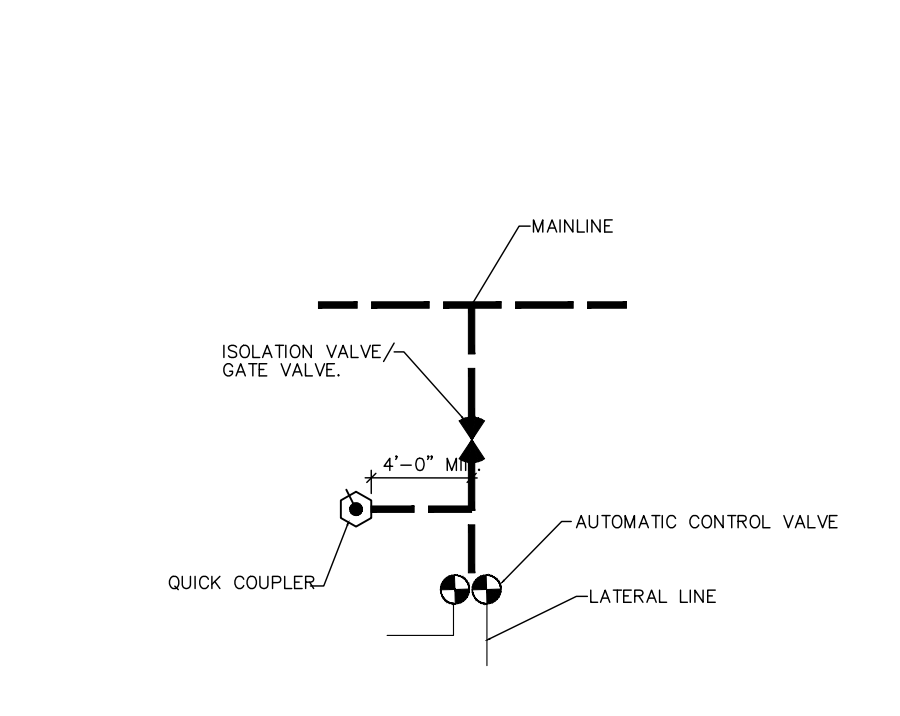 MAINLINE
ISOLATION VALVE/
GATE VALVE.
4'-0" MIN.
AUTOMATIC CONTROL VALVE
QUICK COUPLER
LATERAL LINE